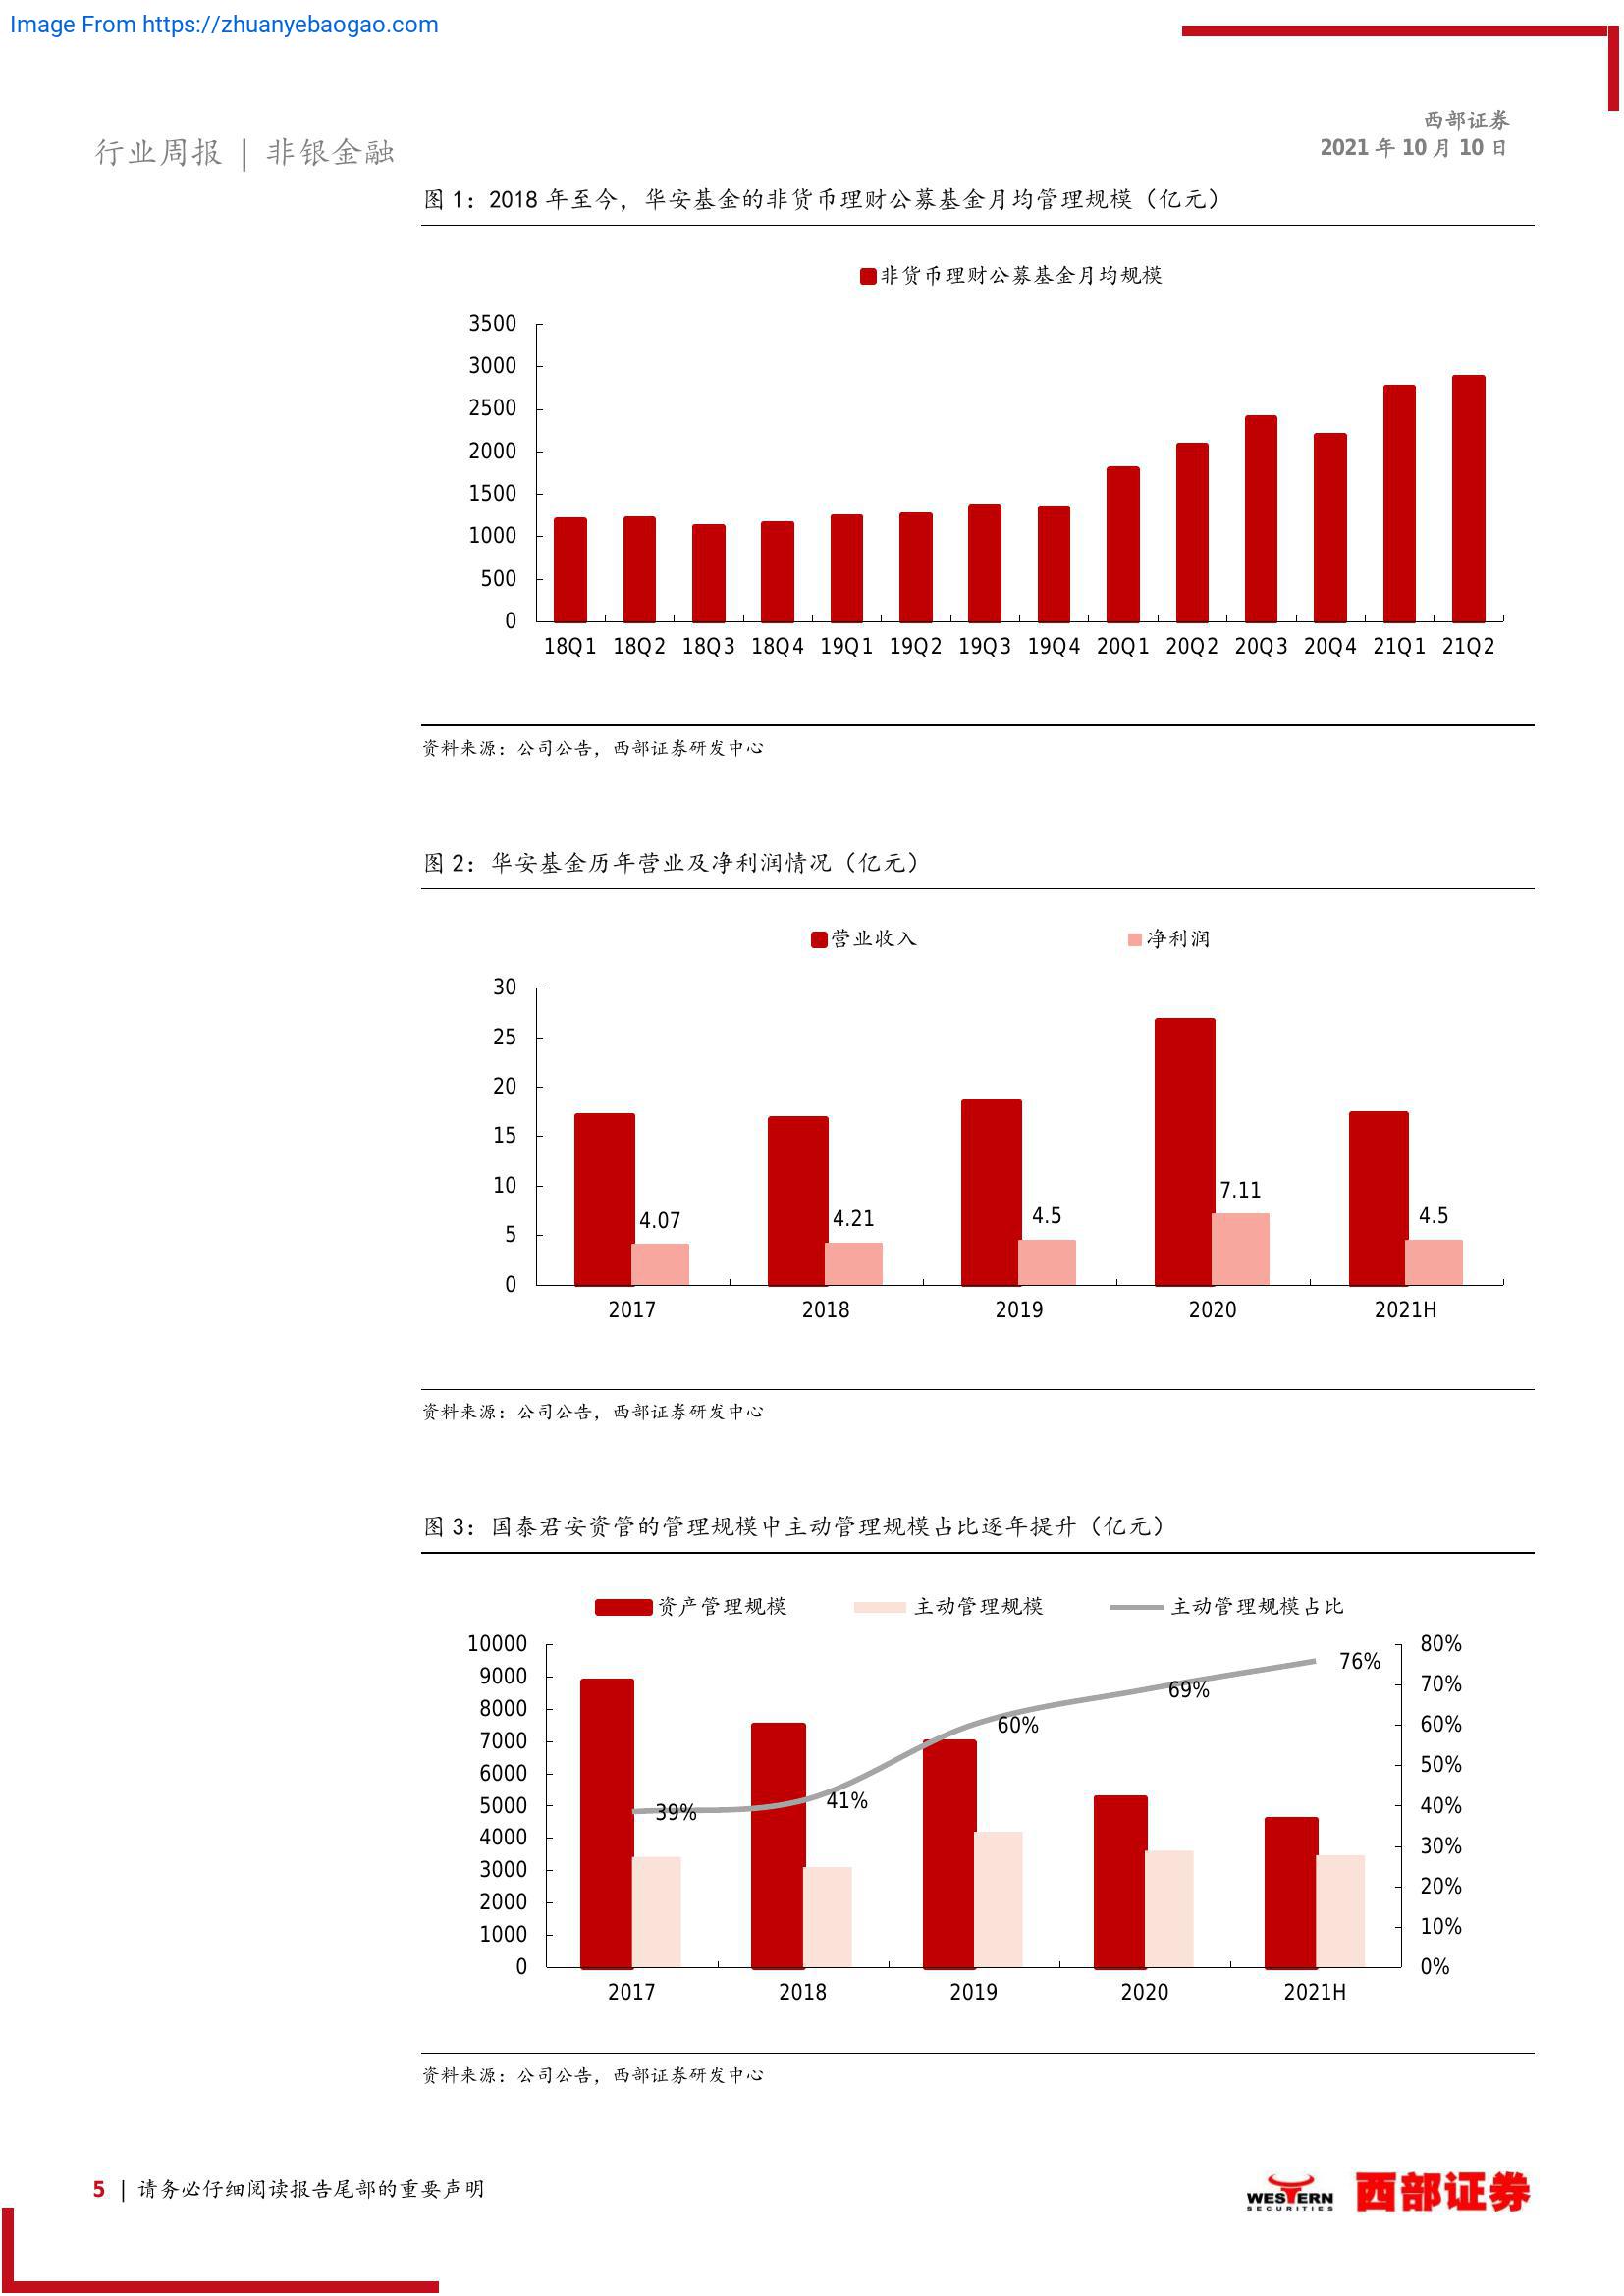 Image From https://zhuanyebaogao.com
行业周报 | 非银金融
西部证券
2021 年 10 月 10 日
图 1：2018 年至今，华安基金的非货币理财公募基金月均管理规模（亿元）
非货币理财公募基金月均规模
3500
3000
2500
2000
1500
1000
500
0
18Q1 18Q2 18Q3 18Q4 19Q1 19Q2 19Q3 19Q4 20Q1 20Q2 20Q3 20Q4 21Q1 21Q2
资料来源：公司公告，西部证券研发中心
图 2：华安基金历年营业及净利润情况（亿元）
营业收入 净利润
30
25
20
15
10
5
0
4.07 4.21 4.5 7.11 4.5
2017 2018 2019 2020 2021H
资料来源：公司公告，西部证券研发中心
图 3：国泰君安资管的管理规模中主动管理规模占比逐年提升（亿元）
资产管理规模 主动管理规模 主动管理规模占比
10000
9000
8000
7000
6000
5000
4000
3000
2000
1000
0
39% 41% 60% 69% 76%
80%
70%
60%
50%
40%
30%
20%
10%
0%
2017 2018 2019 2020 2021H
资料来源：公司公告，西部证券研发中心
5 | 请务必仔细阅读报告尾部的重要声明
WESTERN
SECURITIES
西部证券